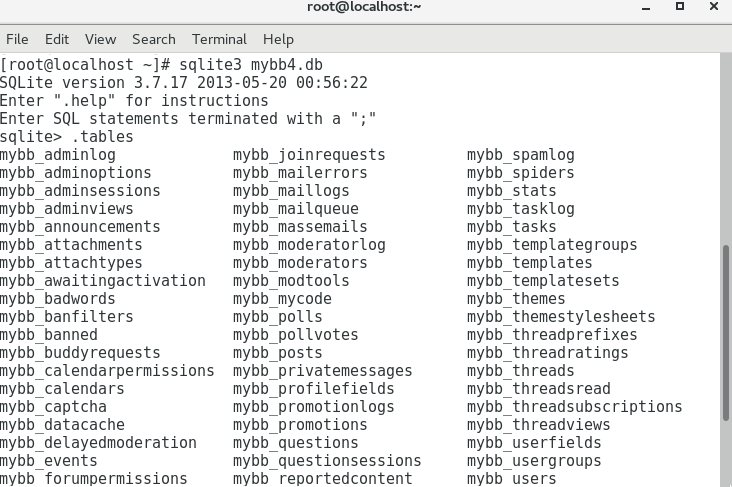 root@localhost:~
File Edit View Search Terminal Help
[root@localhost ~]# sqlite3 mybb4.db
SQLite version 3.7.17 2013-05-20 00:56:22
Enter ".help" for instructions
Enter SQL statements terminated with a ";"
sqlite> .tables
mybb_adminlog mybb_joinrequests mybb_spamlog
mybb_adminoptions mybb_mailerrors mybb_spiders
mybb_adminsessions mybb_maillogs mybb_stats
mybb_adminviews mybb_mailqueue mybb_tasklog
mybb_announcements mybb_massemails mybb_tasks
mybb_attachments mybb_moderatorlog mybb_templategroups
mybb_attachtypes mybb_moderators mybb_templates
mybb_awaitingactivation mybb_modtools mybb_templatesets
mybb_badwords mybb_mycode mybb_themes
mybb_banfilters mybb_polls mybb_themestylesheets
mybb_banned mybb_pollvotes mybb_threadprefixes
mybb_buddyrequests mybb_posts mybb_threadratings
mybb_calendarpermissions mybb_privatemessages mybb_threads
mybb_calendars mybb_profilefields mybb_threadsread
mybb_captcha mybb_promotionlogs mybb_threadsubscriptions
mybb_datacache mybb_promotions mybb_threadviews
mybb_delayedmoderation mybb_questions mybb_userfields
mybb_events mybb_questionsessions mybb_usergroups
mybb_forumpermissions mybb_reportedcontent mybb_users